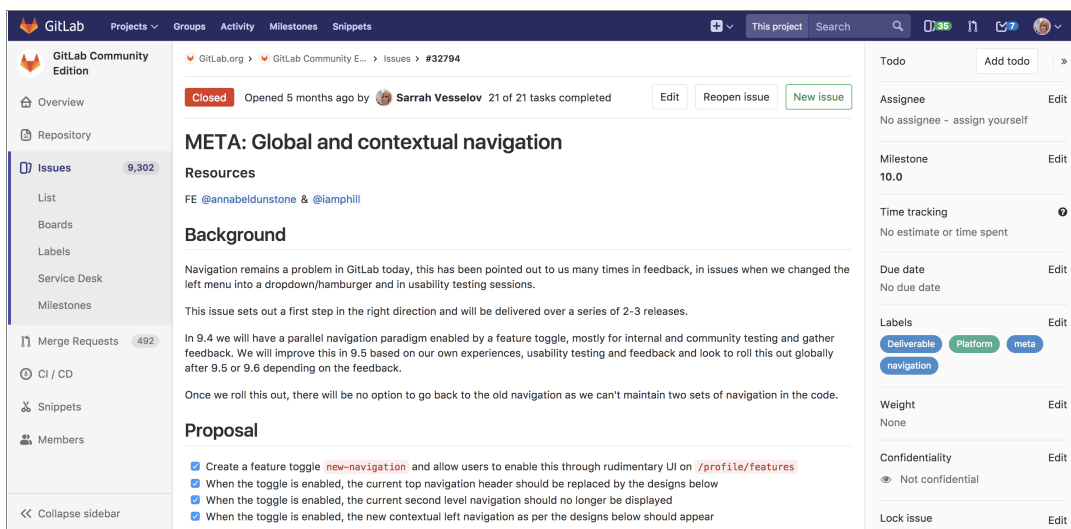 GitLab Projects Groups Activity Milestones Snippets This project Search 35 7
GitLab Community
Edition
Overview
Repository
Issues 9,302
List
Boards
Labels
Service Desk
Milestones
Merge Requests 492
CI / CD
Snippets
Members
Collapse sidebar
GitLab.org > GitLab Community E... > Issues > #32794
Closed Opened 5 months ago by Sarrah Vesselov 21 of 21 tasks completed Edit Reopen issue New issue
META: Global and contextual navigation
Resources
FE @annabeldunstone & @iamphill
Background
Navigation remains a problem in GitLab today, this has been pointed out to us many times in feedback, in issues when we changed the
left menu into a dropdown/hamburger and in usability testing sessions.
This issue sets out a first step in the right direction and will be delivered over a series of 2-3 releases.
In 9.4 we will have a parallel navigation paradigm enabled by a feature toggle, mostly for internal and community testing and gather
feedback. We will improve this in 9.5 based on our own experiences, usability testing and feedback and look to roll this out globally
after 9.5 or 9.6 depending on the feedback.
Once we roll this out, there will be no option to go back to the old navigation as we can't maintain two sets of navigation in the code.
Proposal
Create a feature toggle new-navigation and allow users to enable this through rudimentary UI on /profile/features
When the toggle is enabled, the current top navigation header should be replaced by the designs below
When the toggle is enabled, the current second level navigation should no longer be displayed
When the toggle is enabled, the new contextual left navigation as per the designs below should appear
Todo Add todo »
Assignee Edit
No assignee - assign yourself
Milestone Edit
10.0
Time tracking
No estimate or time spent
Due date Edit
No due date
Labels Edit
Deliverable Platform meta
navigation
Weight Edit
None
Confidentiality Edit
Not confidential
Lock issue Edit